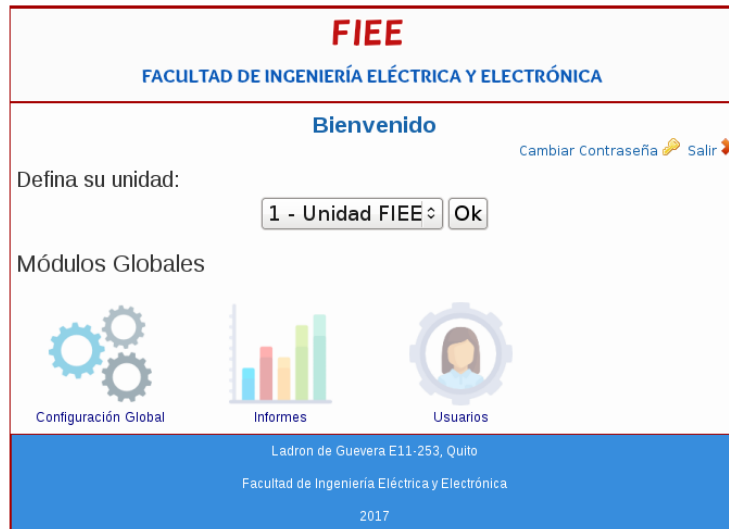 FIEE
FACULTAD DE INGENIERÍA ELÉCTRICA Y ELECTRÓNICA
Bienvenido
Cambiar Contraseña Salir
Defina su unidad:
1 - Unidad FIEE Ok
Módulos Globales
Configuración Global Informes Usuarios
Ladron de Guevera E11-253, Quito
Facultad de Ingeniería Eléctrica y Electrónica
2017